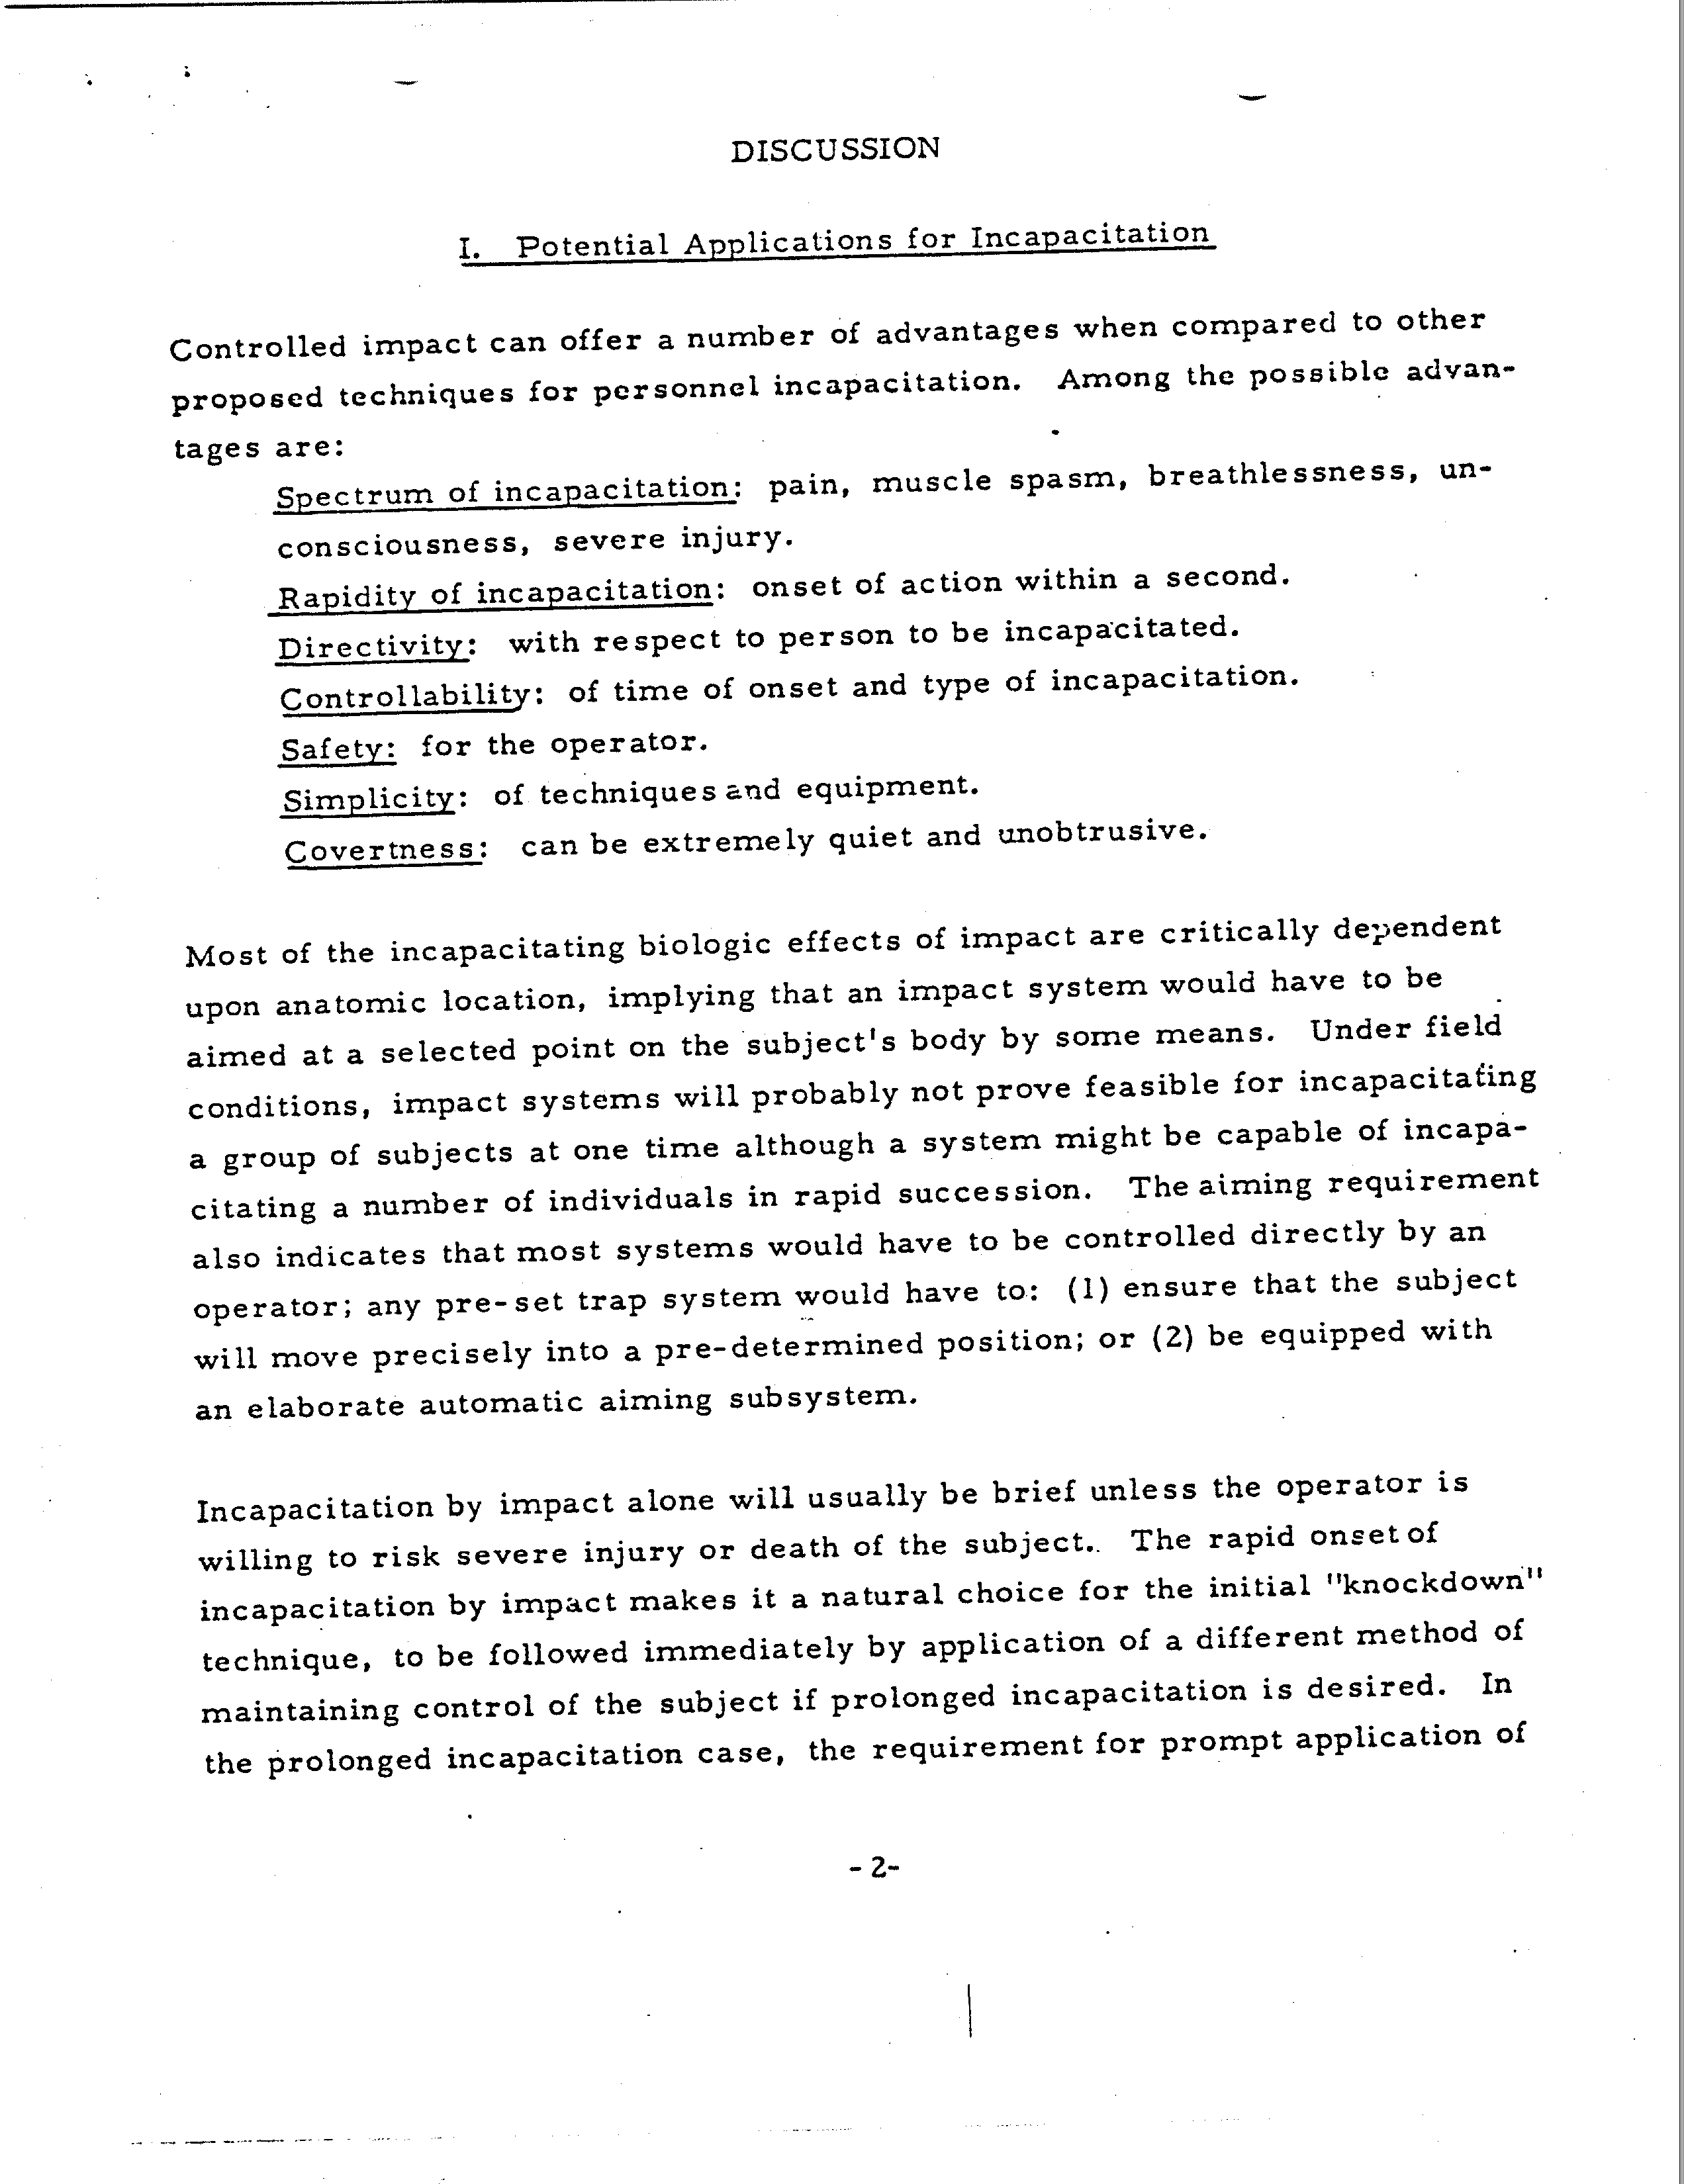 DISCUSSION
I. Potential Applications for Incapacitation
Controlled impact can offer a number of advantages when compared to other
proposed techniques for personnel incapacitation. Among the possible advan-
tages are:
Spectrum of incapacitation: pain, muscle spasm, breathlessness, un-
consciousness, severe injury.
Rapidity of incapacitation: onset of action within a second.
Directivity: with respect to person to be incapacitated.
Controllability: of time of onset and type of incapacitation.
Safety: for the operator.
Simplicity: of techniques and equipment.
Covertness: can be extremely quiet and unobtrusive.
Most of the incapacitating biologic effects of impact are critically dependent
upon anatomic location, implying that an impact system would have to be
aimed at a selected point on the subject's body by some means. Under field
conditions, impact systems will probably not prove feasible for incapacitating
a group of subjects at one time although a system might be capable of incapa-
citating a number of individuals in rapid succession. The aiming requirement
also indicates that most systems would have to be controlled directly by an
operator; any pre-set trap system would have to: (1) ensure that the subject
will move precisely into a pre-determined position; or (2) be equipped with
an elaborate automatic aiming subsystem.
Incapacitation by impact alone will usually be brief unless the operator is
willing to risk severe injury or death of the subject. The rapid onset of
incapacitation by impact makes it a natural choice for the initial "knockdown"
technique, to be followed immediately by application of a different method of
maintaining control of the subject if prolonged incapacitation is desired. In
the prolonged incapacitation case, the requirement for prompt application of
-2-